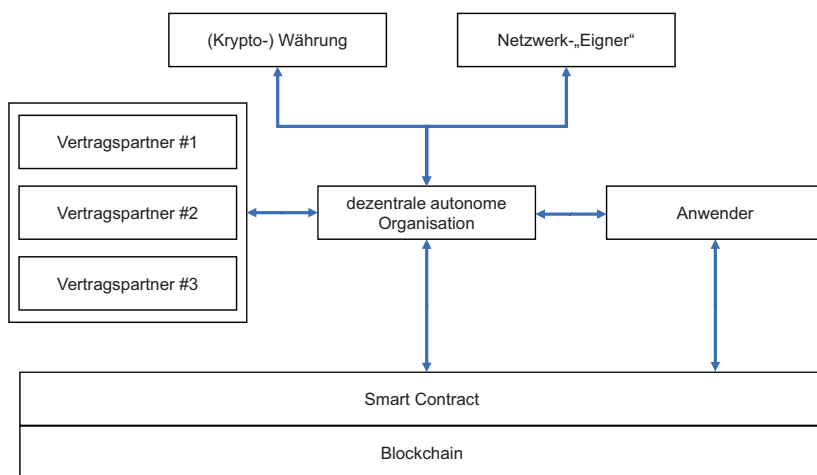 (Krypto-) Währung
Netzwerk-„Eigner“
Vertragspartner #1
Vertragspartner #2
Vertragspartner #3
dezentrale autonome
Organisation
Anwender
Smart Contract
Blockchain